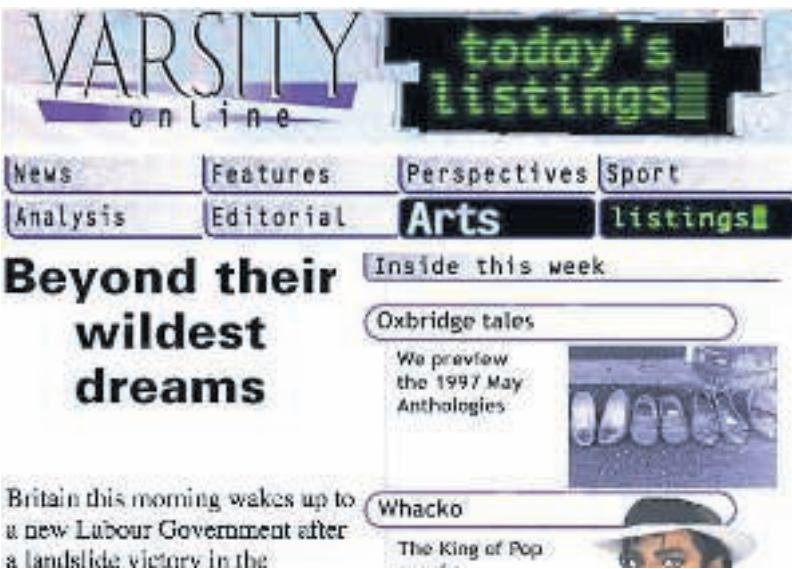 VARSITY
online
today's
listings
News Features Perspectives Sport
Analysis Editorial Arts listings
Beyond their
wildest
dreams
Britain this morning wakes up to
a new Labour Government after
a landslide victory in the
Inside this week
Oxbridge tales
We preview
the 1997 May
Anthologies
Whacko
The King of Pop